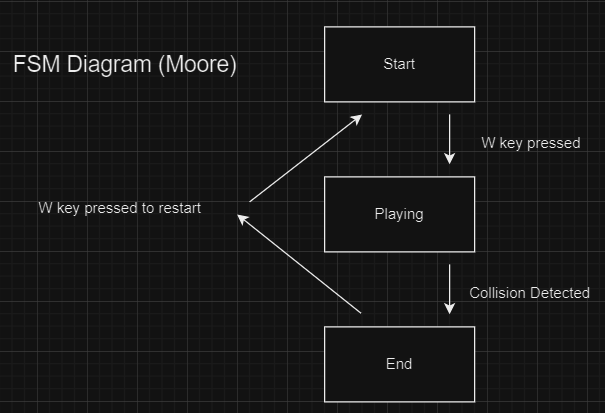 FSM Diagram (Moore)
Start
W key pressed
W key pressed to restart
Playing
Collision Detected
End